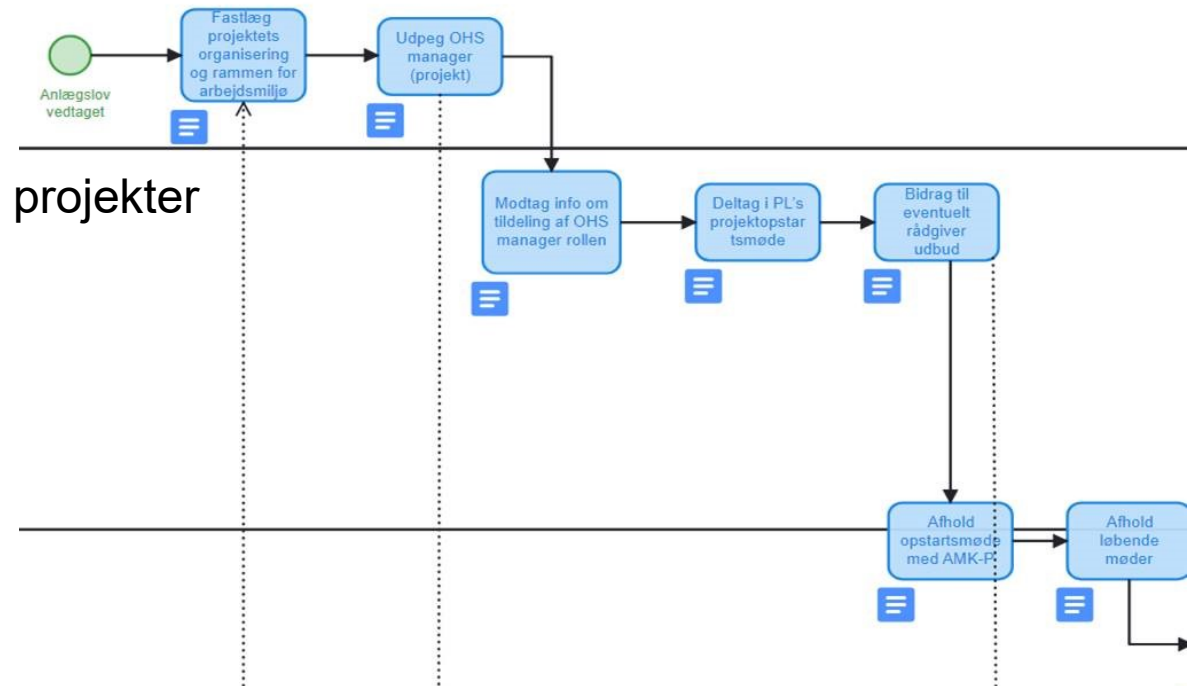 Fastlæg
projektets
organisering
og rammen for
arbejdsmiljø
Udpeg OHS
manager
(projekt)
Anlægslov
vedtaget
projekter
Modtag info om
tildeling af OHS
manager rollen
Deltag i PL's
projektopstar
tsmøde
Bidrag til
eventuelt
rådgiver
udbud
Afhold
opstartsmøde
med AMK-P
Afhold
løbende
møder